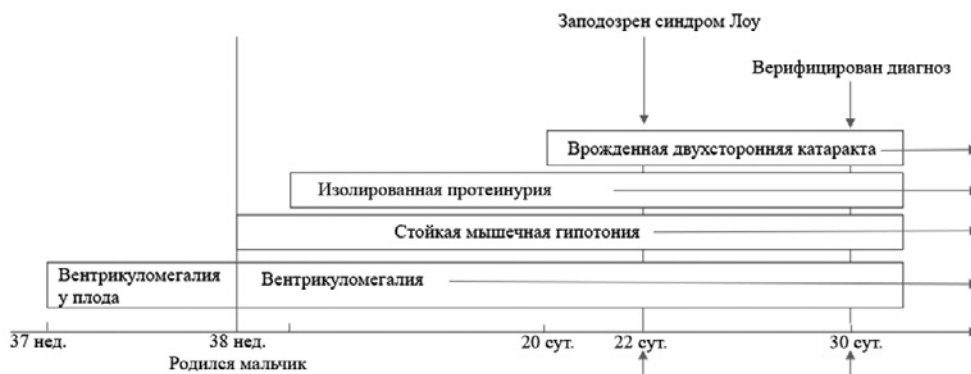 Заподозрен синдром Лоу
Верифицирован диагноз
Врожденная двухсторонняя катаракта
Изолированная протеинурия
Стойкая мышечная гипотония
Вентрикуломегалия
у плода
Вентрикуломегалия
37 нед.
38 нед.
20 сут.
22 сут.
30 сут.
Родился мальчик